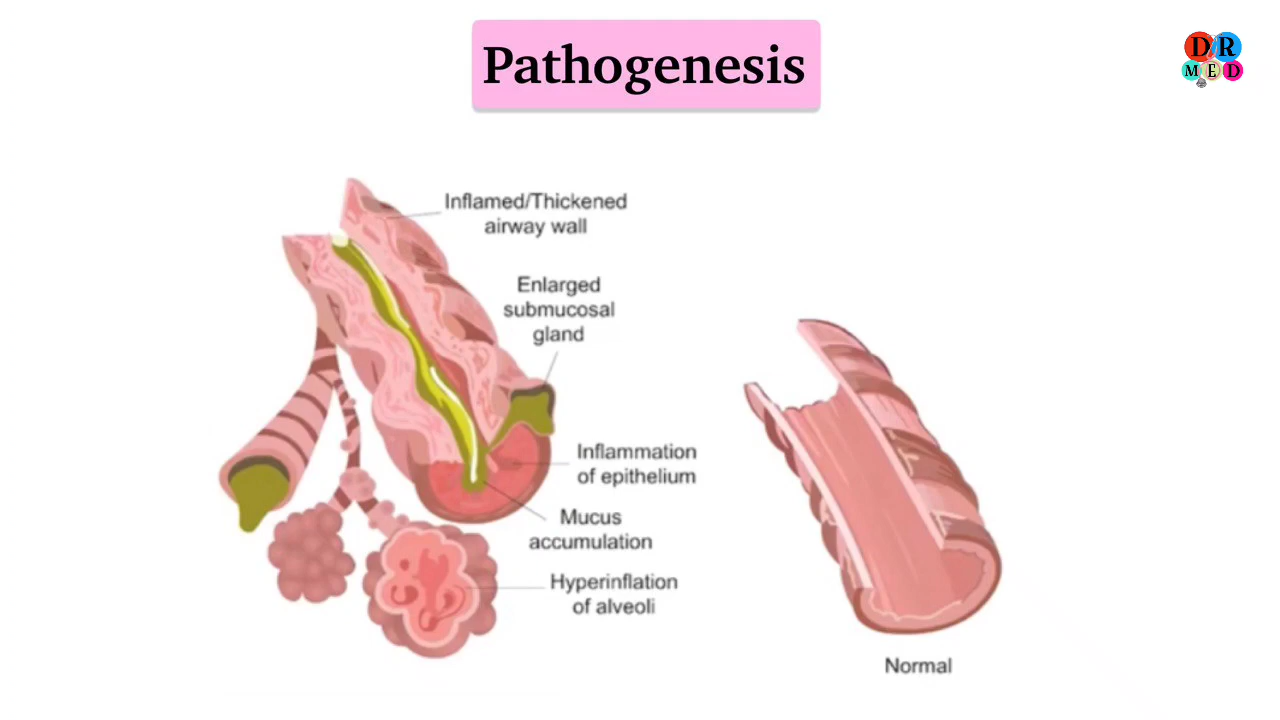 Pathogenesis
DR
MED
Inflamed/Thickened
airway wall
Enlarged
submucosal
gland
Inflammation
of epithelium
Mucus
accumulation
Hyperinflation
of alveoli
Normal